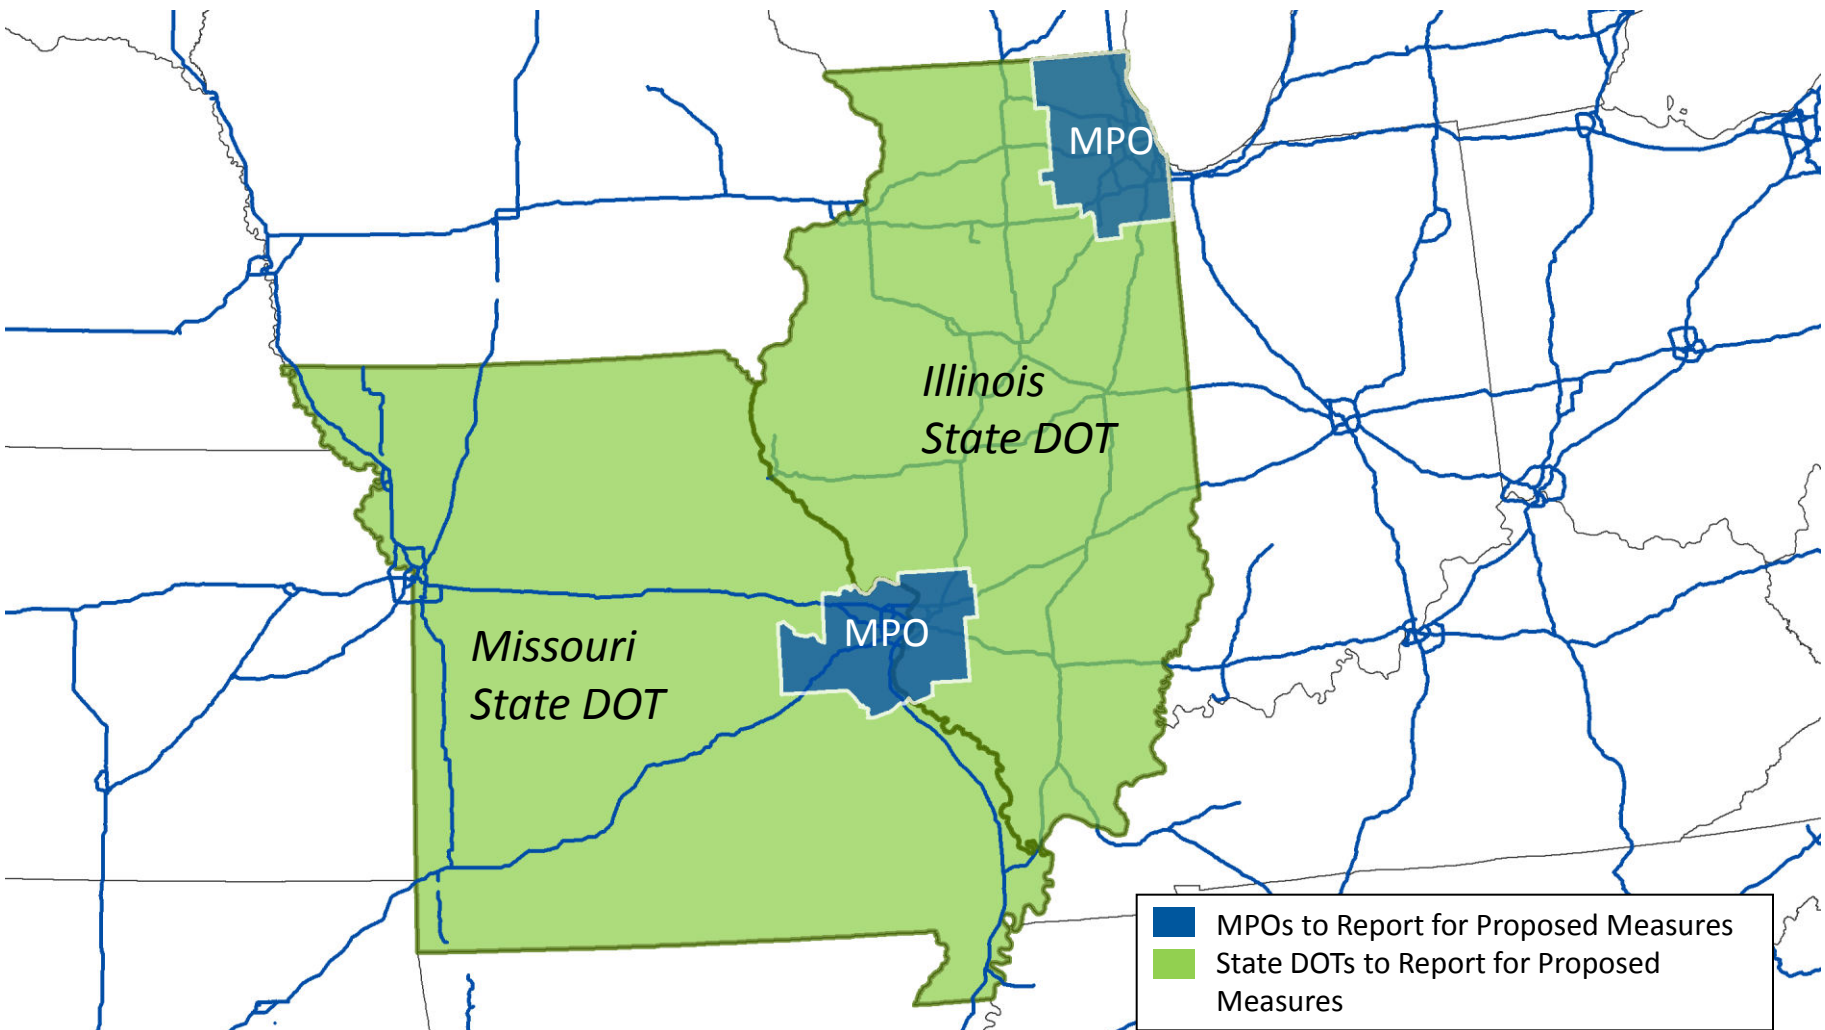 MPO
Illinois
State DOT
MPO
Missouri
State DOT
MPOs to Report for Proposed Measures
State DOTs to Report for Proposed
Measures